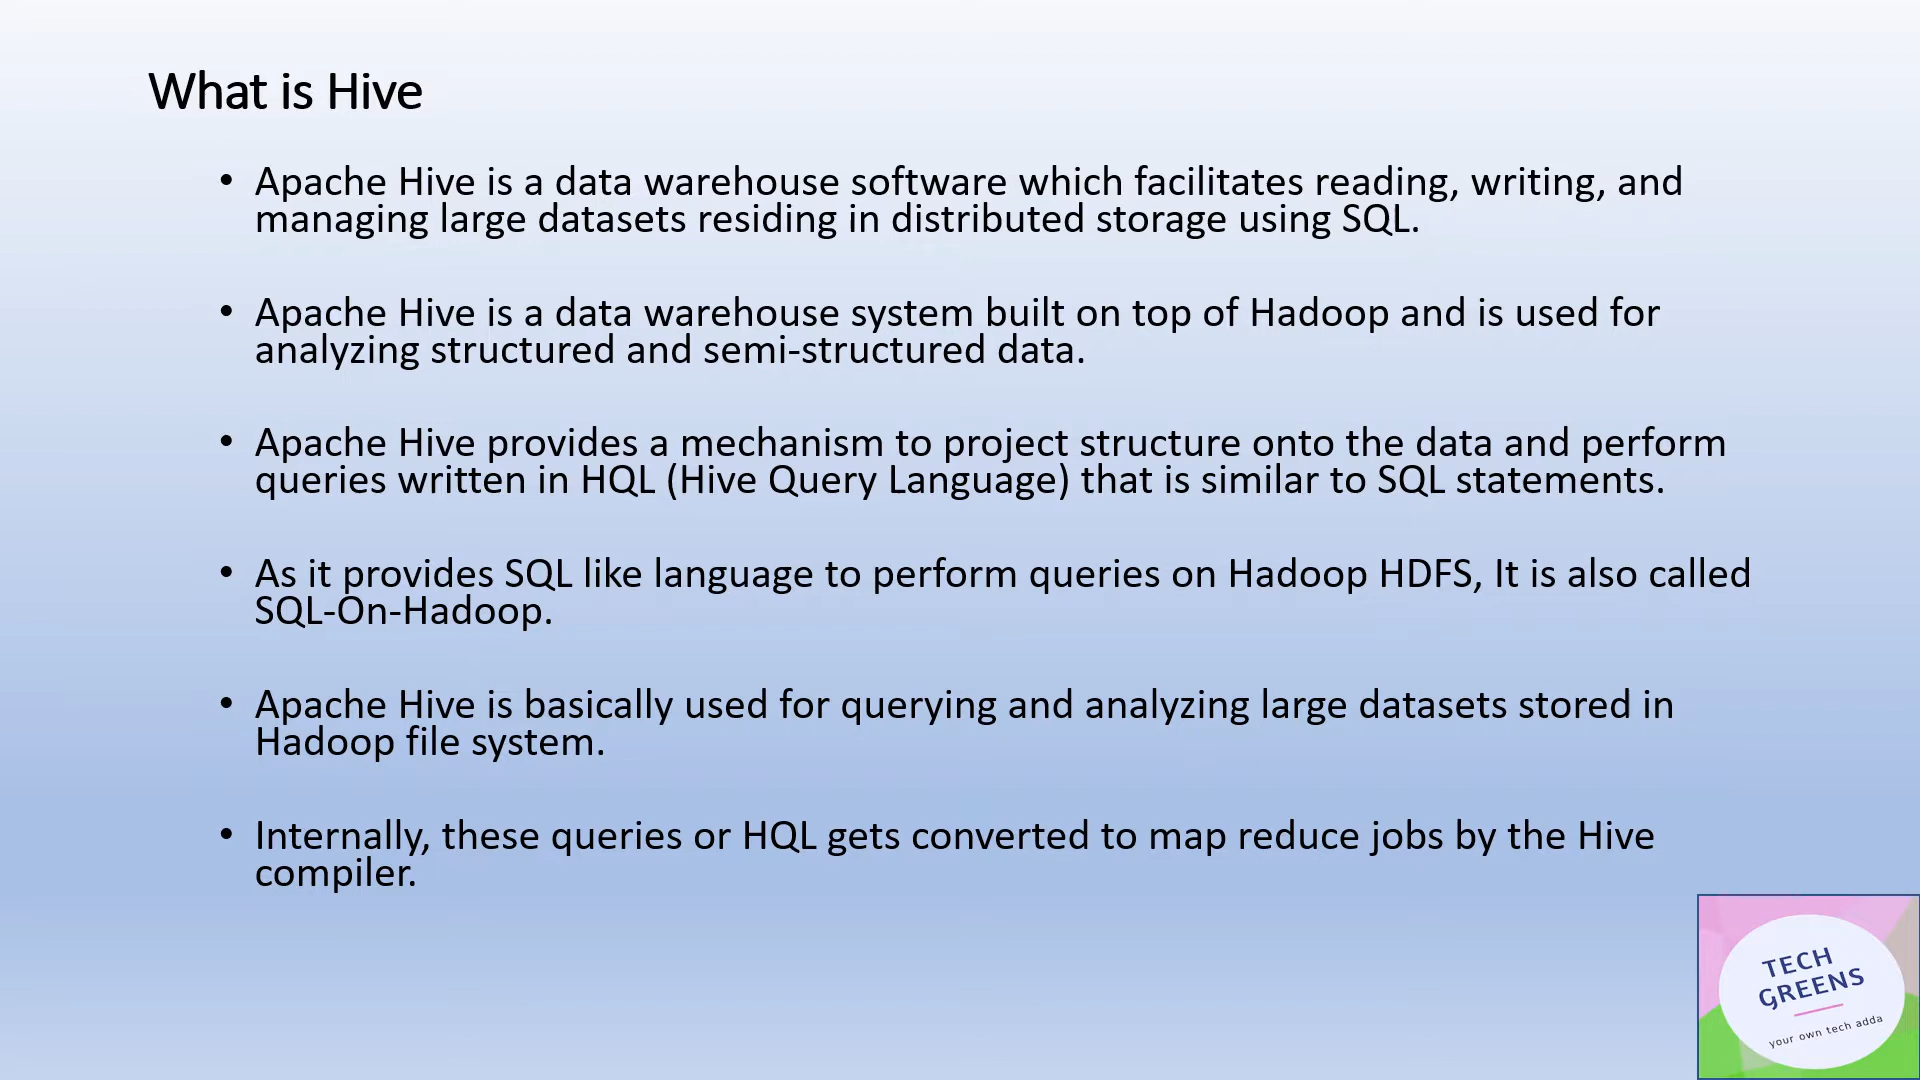 What is Hive
• Apache Hive is a data warehouse software which facilitates reading, writing, and
managing large datasets residing in distributed storage using SQL.
• Apache Hive is a data warehouse system built on top of Hadoop and is used for
analyzing structured and semi-structured data.
• Apache Hive provides a mechanism to project structure onto the data and perform
queries written in HQL (Hive Query Language) that is similar to SQL statements.
• As it provides SQL like language to perform queries on Hadoop HDFS, It is also called
SQL-On-Hadoop.
• Apache Hive is basically used for querying and analyzing large datasets stored in
Hadoop file system.
• Internally, these queries or HQL gets converted to map reduce jobs by the Hive
compiler.
TECH
GREENS
your own tech adda